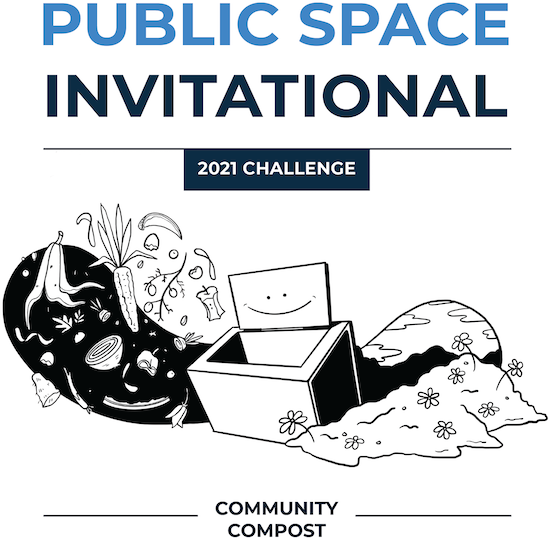 PUBLIC SPACE
INVITATIONAL
2021 CHALLENGE
COMMUNITY
COMPOST